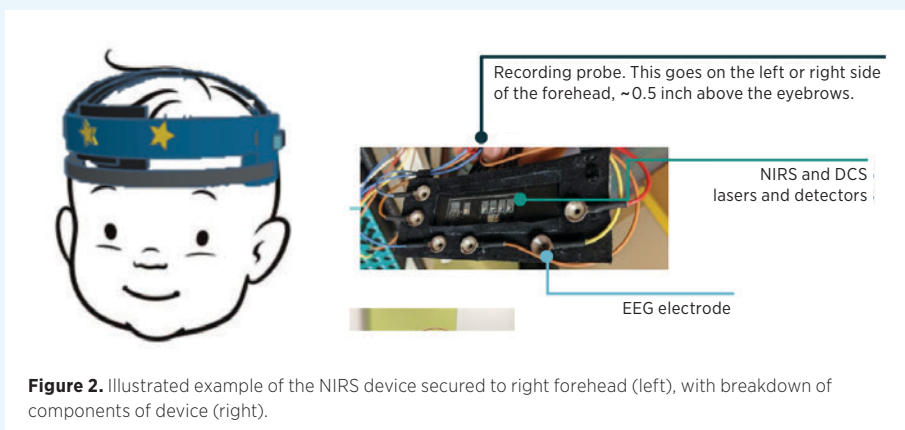 Recording probe. This goes on the left or right side
of the forehead, ~0.5 inch above the eyebrows.
NIRS and DCS
lasers and detectors
EEG electrode
Figure 2. Illustrated example of the NIRS device secured to right forehead (left), with breakdown of
components of device (right).